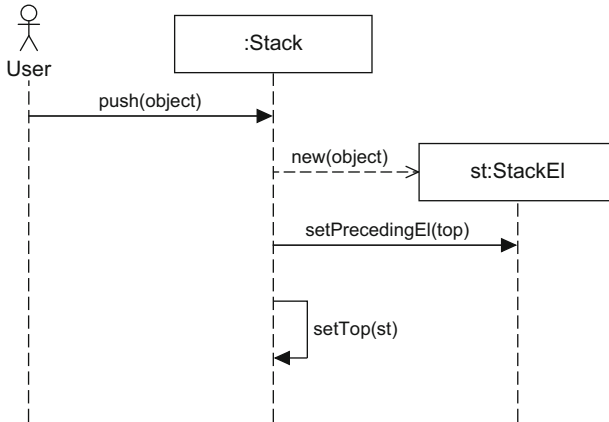 User
:Stack
push(object)
new(object)
st:StackEl
setPrecedingEl(top)
setTop(st)